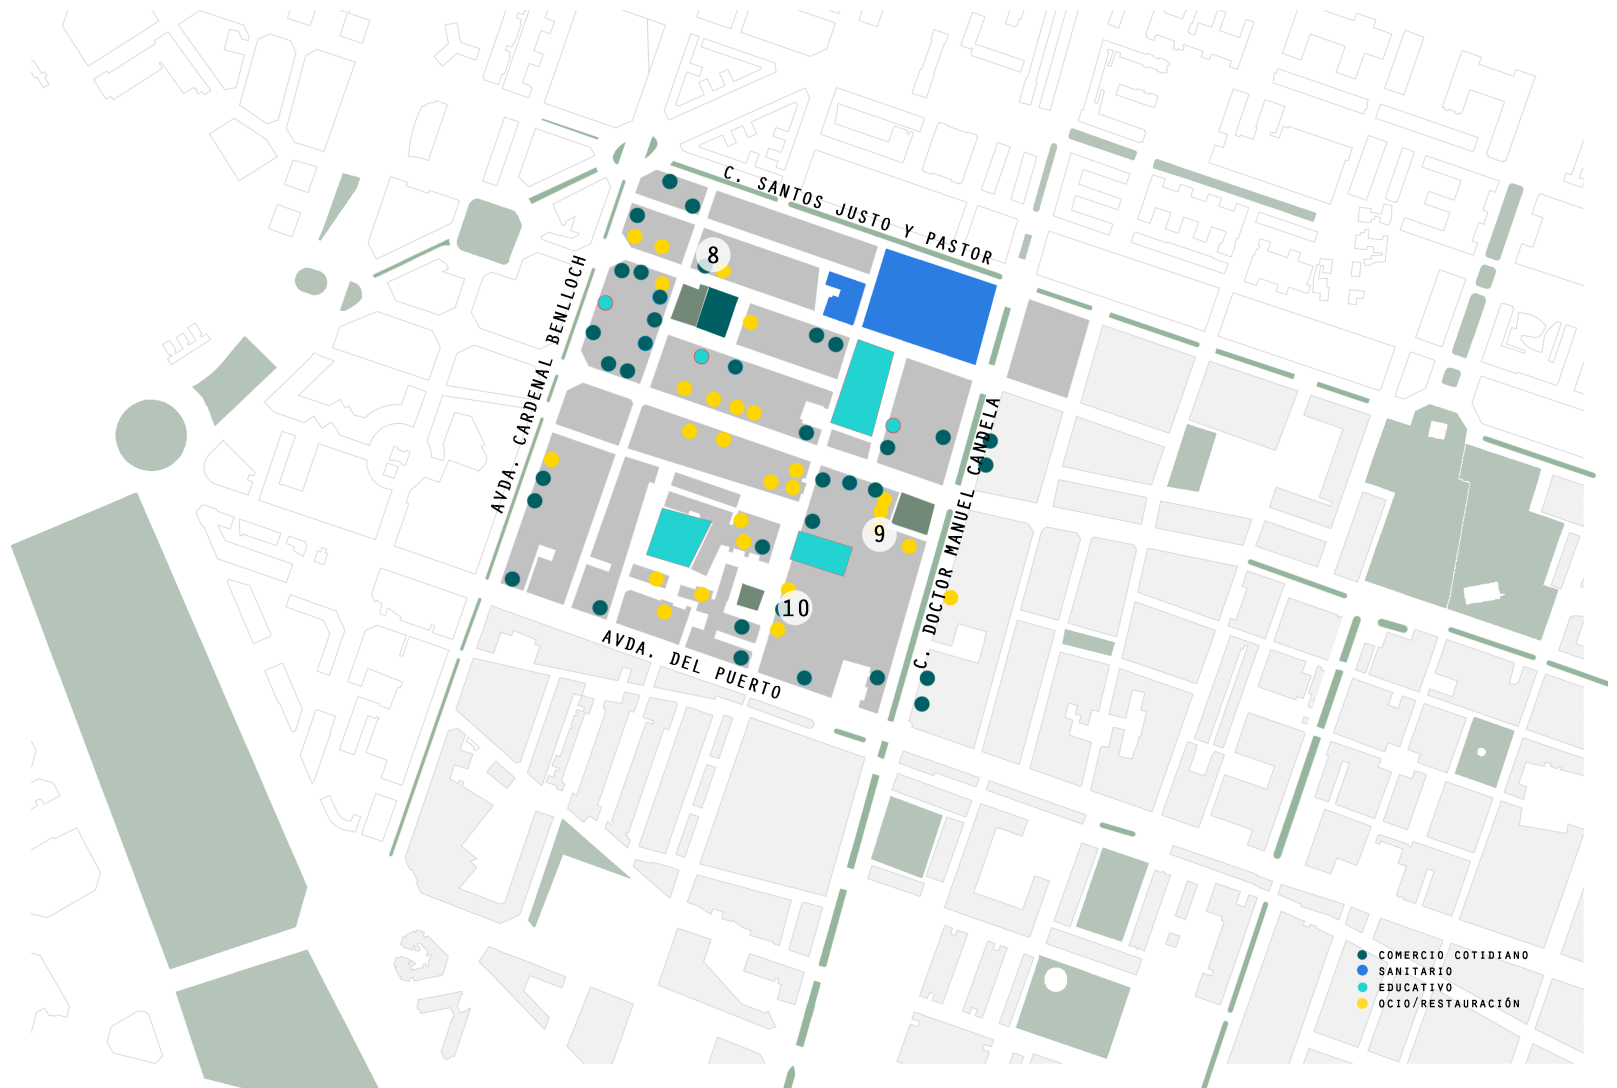 C. SANTOS JUSTO Y PASTOR
8
AVDA. CARDENAL BENLLOCH
C. DOCTOR MANUEL CANDELA
9
10
AVDA. DEL PUERTO
COMERCIO COTIDIANO
SANITARIO
EDUCATIVO
OCIO/RESTAURACIÓN